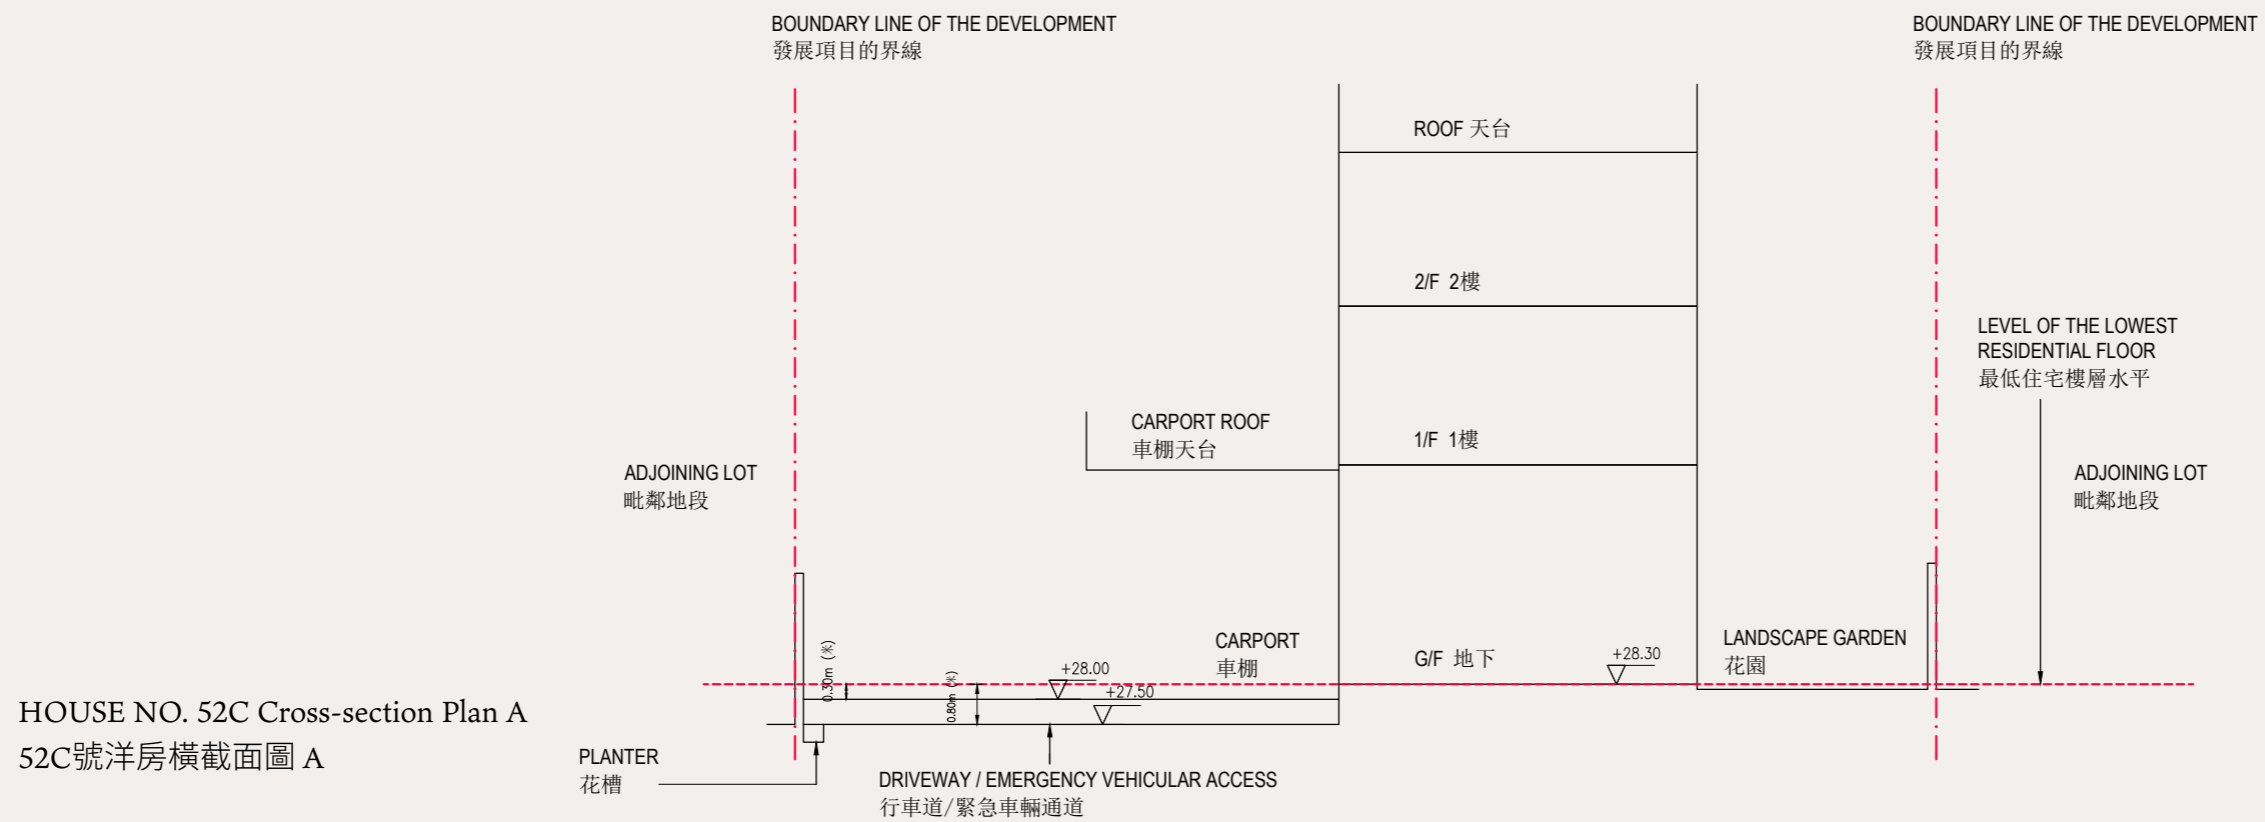 BOUNDARY LINE OF THE DEVELOPMENT
發展項目的界線
BOUNDARY LINE OF THE DEVELOPMENT
發展項目的界線
ROOF 天台
2/F 2樓
LEVEL OF THE LOWEST
RESIDENTIAL FLOOR
最低住宅樓層水平
CARPORT ROOF
車棚天台
1/F 1樓
ADJOINING LOT
毗鄰地段
ADJOINING LOT
毗鄰地段
CARPORT
車棚
G/F 地下
+28.30
LANDSCAPE GARDEN
花園
0.30m (米)
+28.00
0.80m (米)
+27.50
HOUSE NO. 52C Cross-section Plan A
52C號洋房橫截面圖 A
PLANTER
花槽
DRIVEWAY / EMERGENCY VEHICULAR ACCESS
行車道/緊急車輛通道